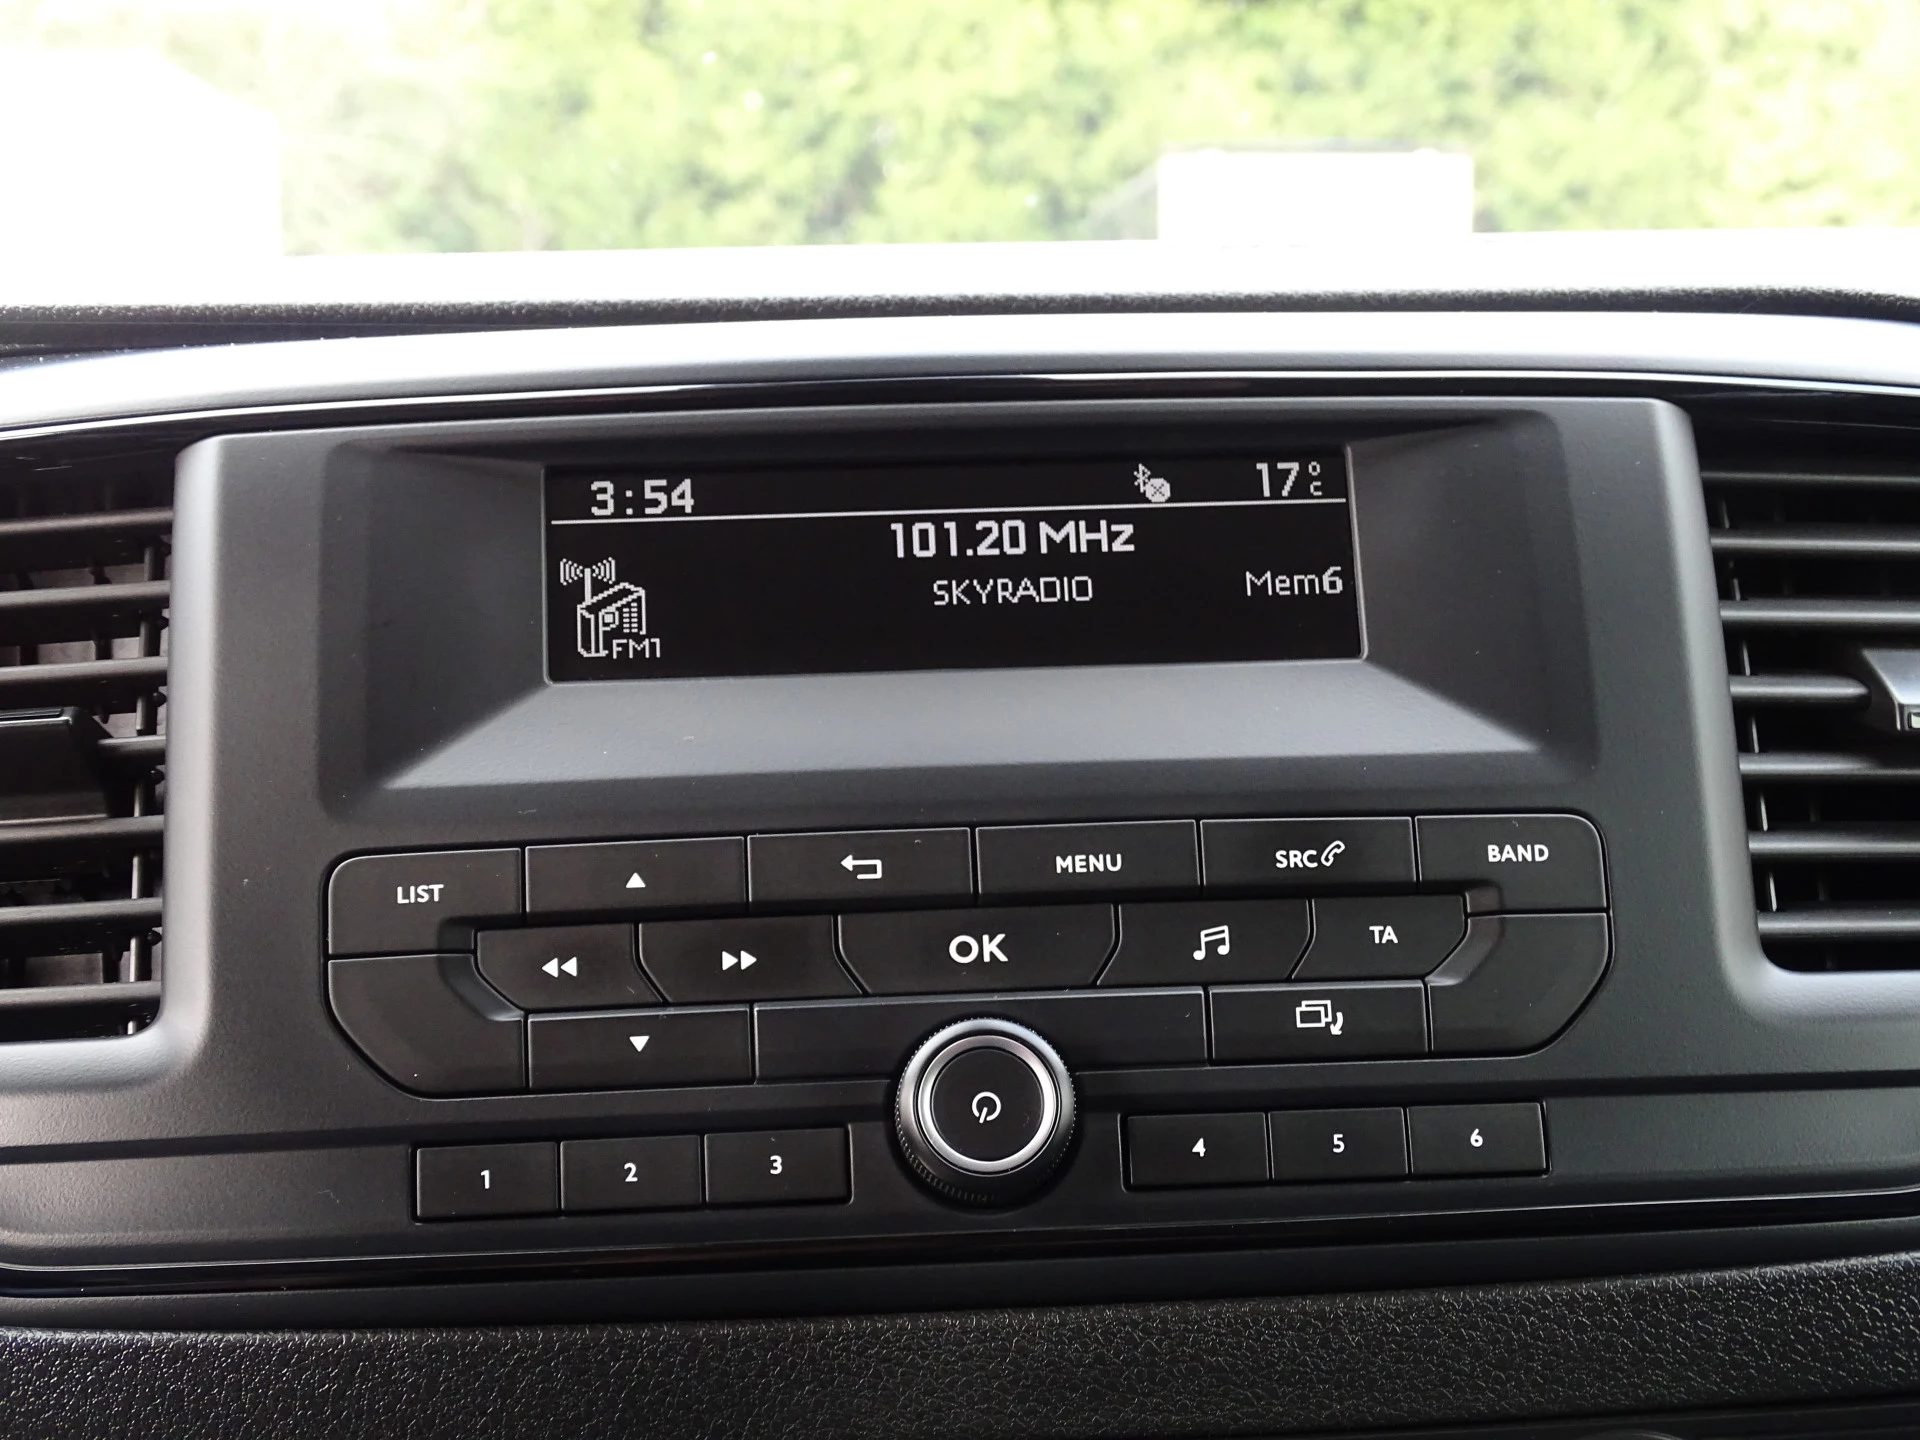 3:54 17°C
101.20 MHz
SKYRADIO Mem6
FM1
LIST MENU SRC BAND
OK TA
1 2 3 4 5 6